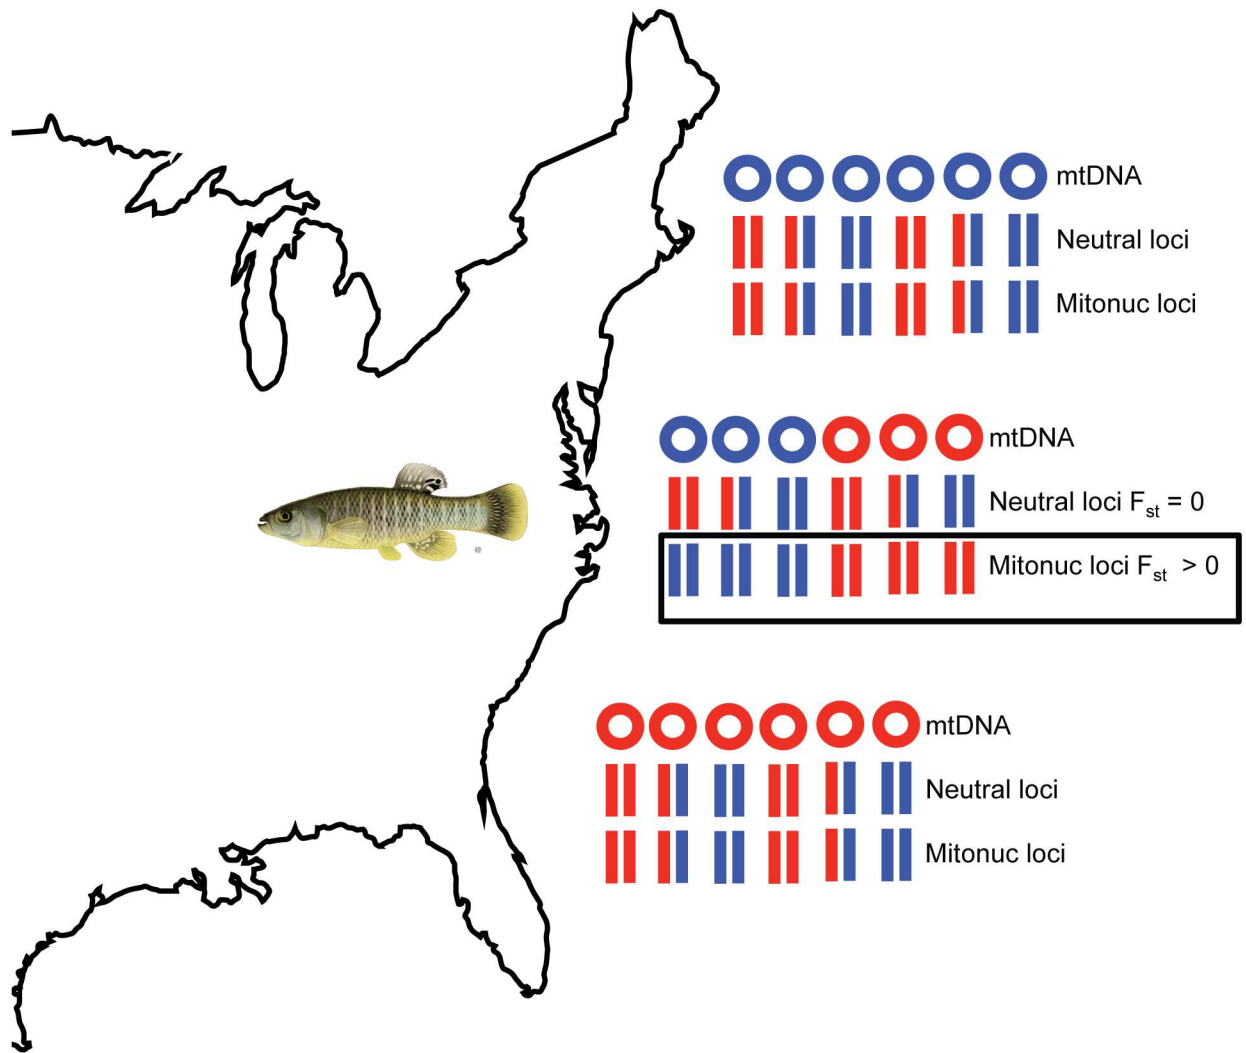 mtDNA
Neutral loci
Mitonuc loci
mtDNA
Neutral loci Fst = 0
Mitonuc loci Fst > 0
mtDNA
Neutral loci
Mitonuc loci